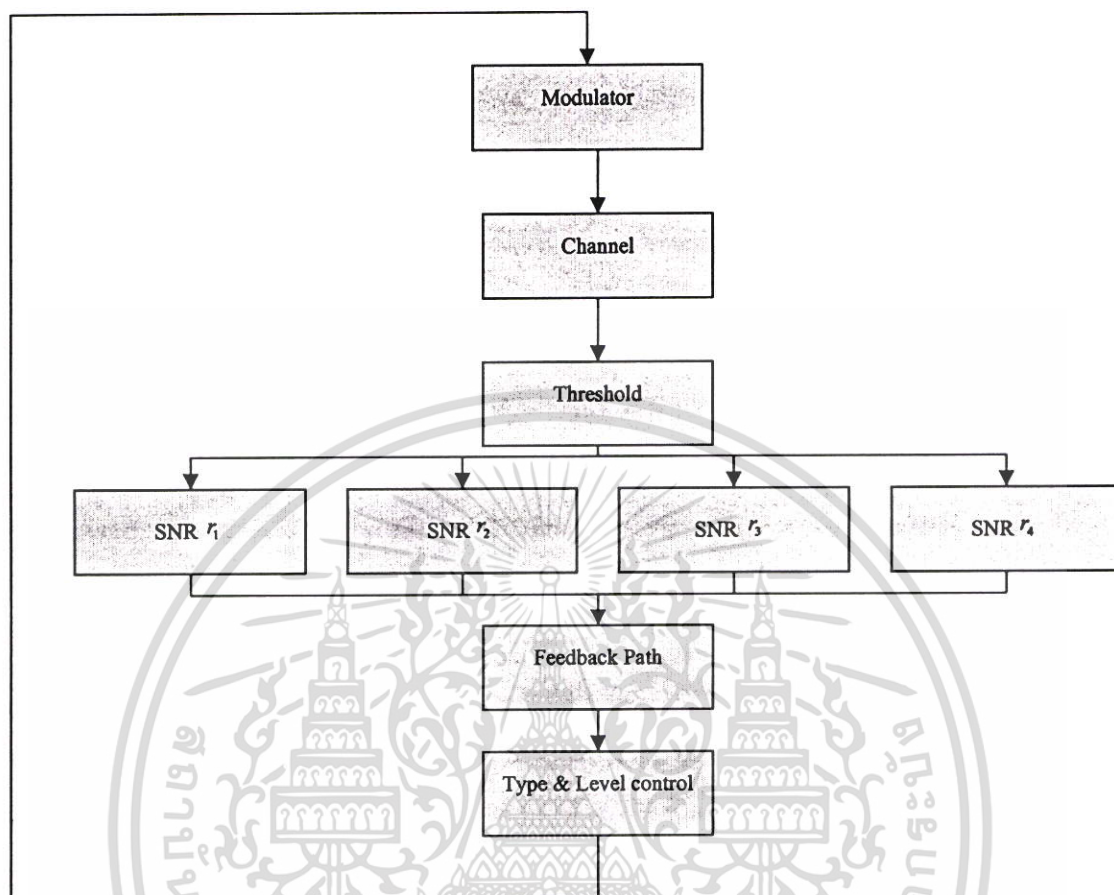 Modulator
Channel
Threshold
SNR r₁
SNR r₂
SNR r₃
SNR r₄
Feedback Path
Type & Level control